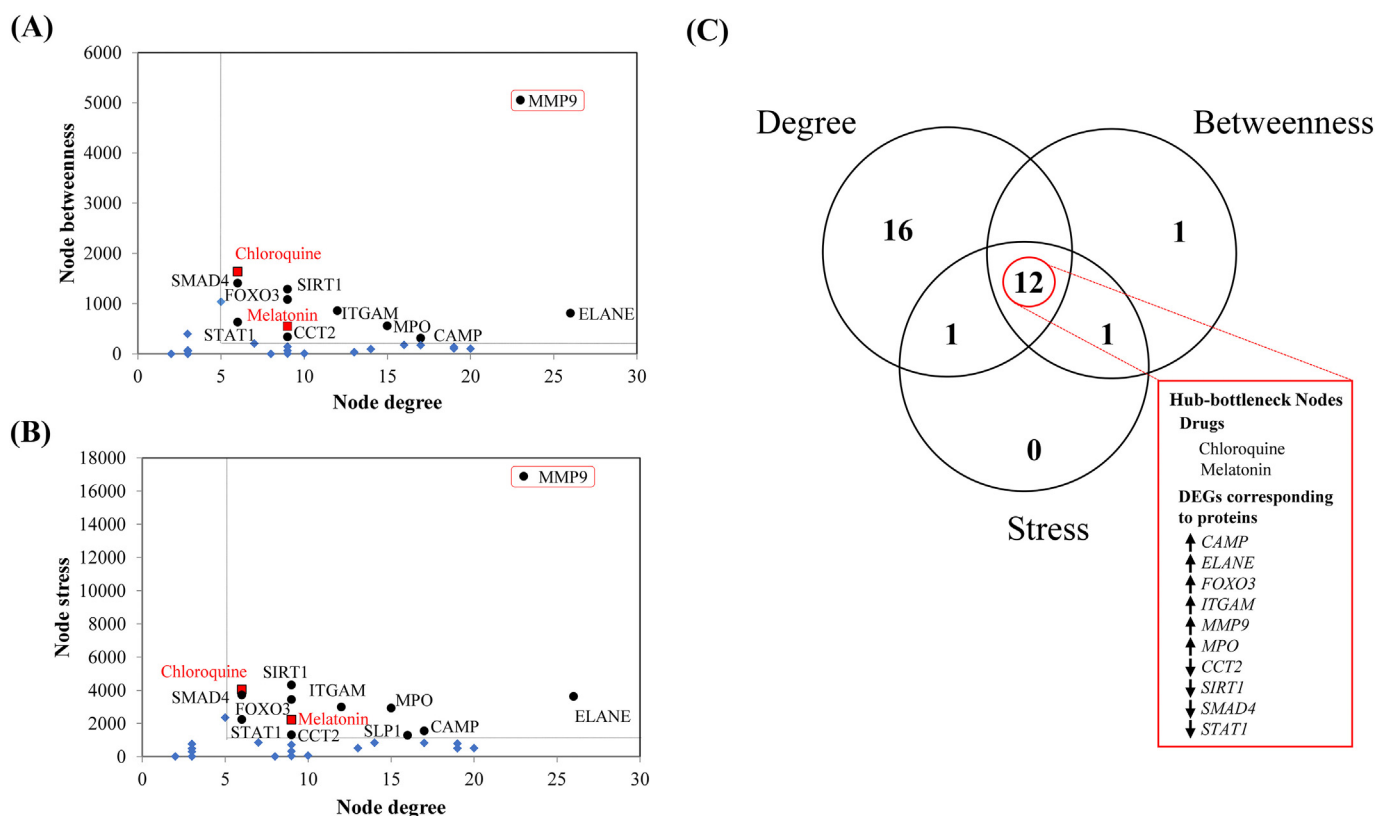 (A)
6000
5000
4000
3000
2000
1000
0
Node betweenness
MMP9
Chloroquine
SMAD4
SIRT1
FOXO3
Melatonin
ITGAM
ELANE
STAT1
CCT2
MPO
CAMP
0 5 10 15 20 25 30
Node degree
(B)
18000
16000
14000
12000
10000
8000
6000
4000
2000
0
Node stress
MMP9
Chloroquine
SIRT1
SMAD4
ITGAM
MPO
FOXO3
Melatonin
ELANE
STAT1
CCT2
SLP1
CAMP
0 5 10 15 20 25 30
Node degree
(C)
Degree
Betweenness
16
1
12
1
1
0
Stress
Hub-bottleneck Nodes
Drugs
Chloroquine
Melatonin
DEGs corresponding
to proteins
CAMP
ELANE
FOXO3
ITGAM
MMP9
MPO
CCT2
SIRT1
SMAD4
STAT1